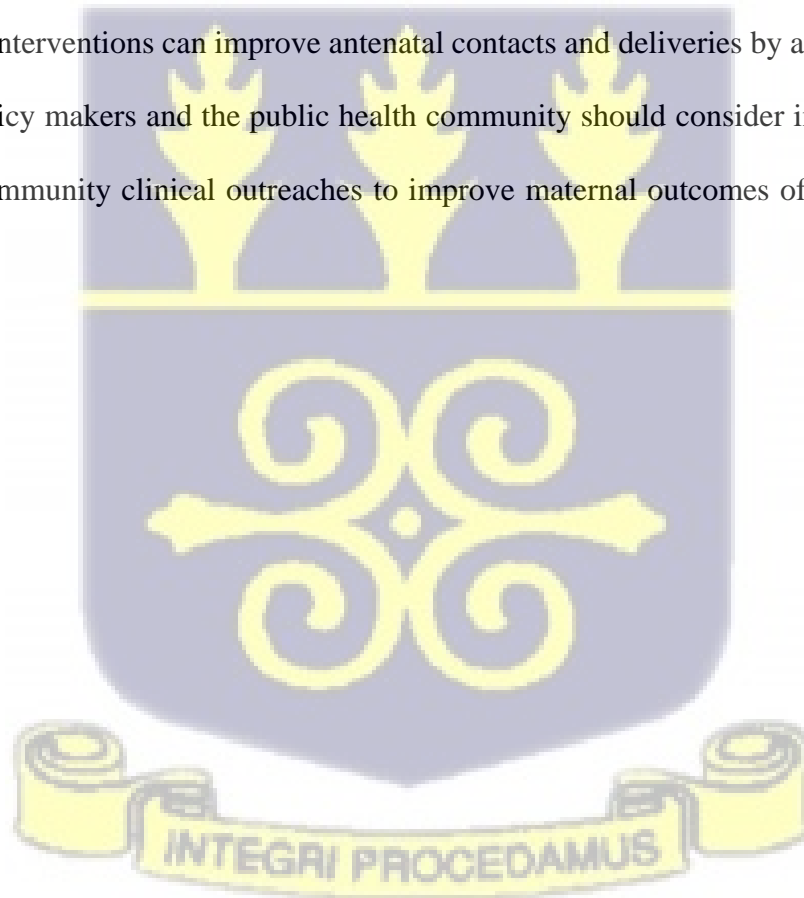 nterventions can improve antenatal contacts and deliveries by a
icy makers and the public health community should consider i
mmunity clinical outreaches to improve maternal outcomes of
INTEGRI PROCEDAMUS